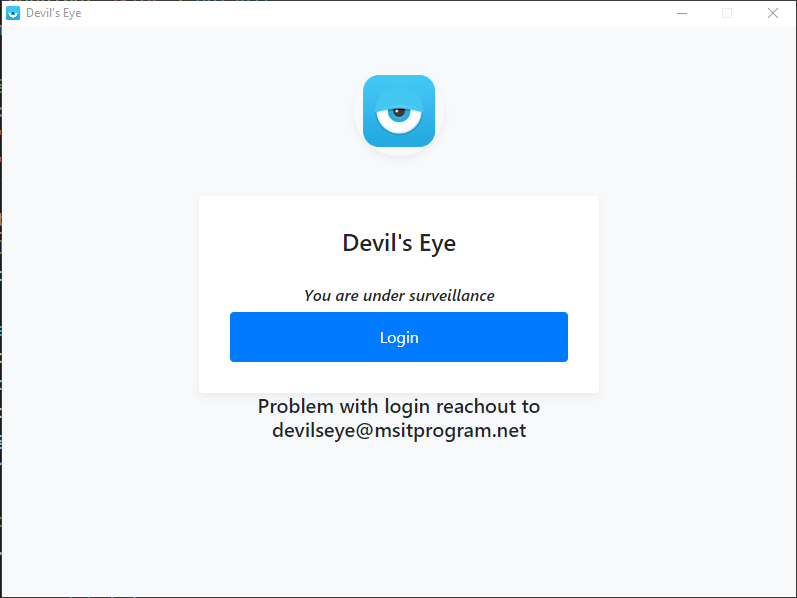 Devil's Eye
Devil's Eye
You are under surveillance
Login
Problem with login reachout to
devilseye@msitprogram.net